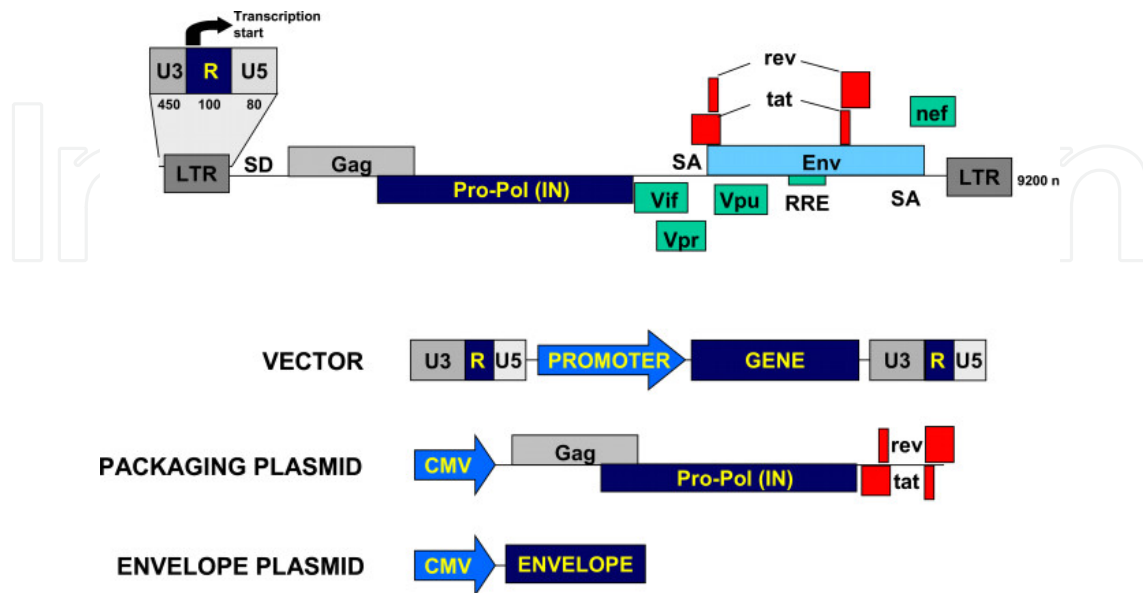 Transcription
start
U3 R U5
450 100 80
rev
tat
nef
LTR SD Gag SA Env LTR 9200 n
Pro-Pol (IN)
Vif Vpu RRE SA
Vpr
VECTOR U3 R U5 PROMOTER GENE U3 R U5
PACKAGING PLASMID CMV Gag rev
Pro-Pol (IN) tat
ENVELOPE PLASMID CMV ENVELOPE